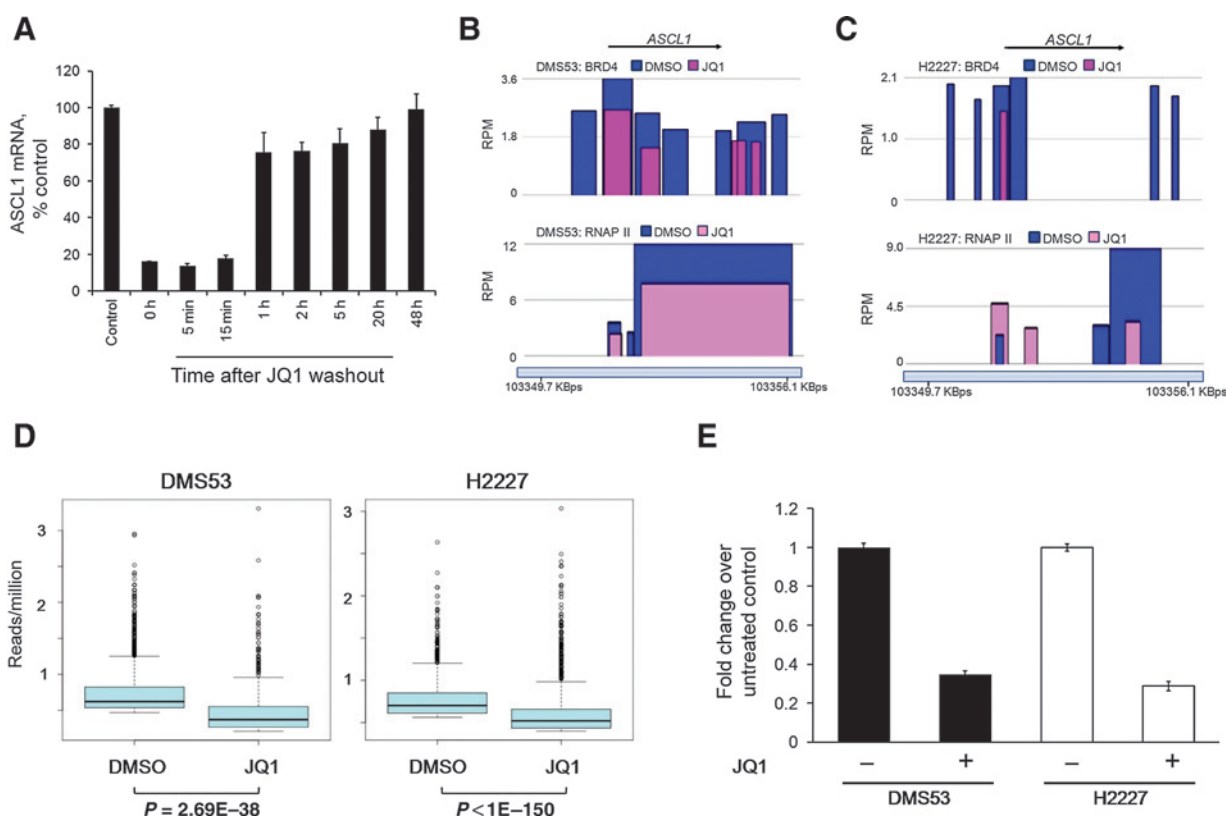 A
ASCL1 mRNA,
% control
120
100
80
60
40
20
0
Control
0 h
5 min
15 min
1 h
2 h
5 h
20 h
48 h
Time after JQ1 washout
B
ASCL1
DMS53: BRD4 DMSO JQ1
RPM
3.6
1.8
0
DMS53: RNAP II DMSO JQ1
RPM
12
6
0
103349.7 KBps 103356.1 KBps
C
ASCL1
H2227: BRD4 DMSO JQ1
RPM
2.1
1.0
0
H2227: RNAP II DMSO JQ1
RPM
9.0
4.5
0
103349.7 KBps 103356.1 KBps
D
DMS53
Reads/million
3
2
1
DMSO JQ1
P = 2.69E–38
H2227
3
2
1
DMSO JQ1
P < 1E–150
E
Fold change over
untreated control
1.2
1
0.8
0.6
0.4
0.2
0
JQ1 – + – +
DMS53 H2227